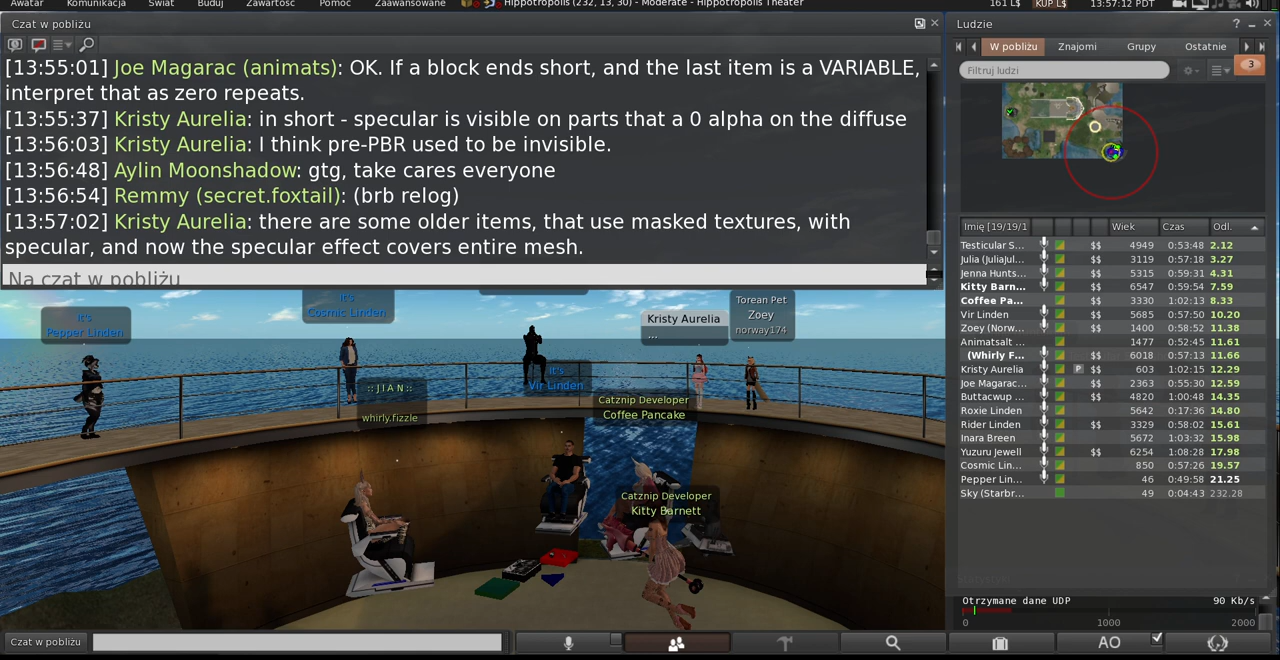 Awatar Komunikacja Świat Buduj Zawartość Pomoc Zaawansowane Hippotropolis (232, 13, 30) - Moderate - Hippotropolis Theater 161 L$ KUP L$ 13:57:12 PDT
Czat w pobliżu
[13:55:01] Joe Magarac (animats): OK. If a block ends short, and the last item is a VARIABLE,
interpret that as zero repeats.
[13:55:37] Kristy Aurelia: in short - specular is visible on parts that a 0 alpha on the diffuse
[13:56:03] Kristy Aurelia: I think pre-PBR used to be invisible.
[13:56:48] Aylin Moonshadow: gtg, take cares everyone
[13:56:54] Remmy (secret.foxtail): (brb relog)
[13:57:02] Kristy Aurelia: there are some older items, that use masked textures, with
specular, and now the specular effect covers entire mesh.
Na czat w pobliżu
It's
Pepper Linden
It's
Cosmic Linden
Kristy Aurelia
...
Torean Pet
Zoey
norway174
It's
Vir Linden
:: J I A N ::
whirly.fizzle
Catznip Developer
Coffee Pancake
Catznip Developer
Kitty Barnett
Ludzie
? _ ×
W pobliżu Znajomi Grupy Ostatnie
Filtruj ludzi
3
Imię [19/19/1 Wiek Czas Odl.
Testicular S... $$ 4949 0:53:48 2.12
Julia (JuliaJul... $$ 3119 0:57:18 3.27
Jenna Hunts... $$ 5315 0:59:31 4.31
Kitty Barn... $$ 6547 0:59:54 7.59
Coffee Pa... $$ 3330 1:02:13 8.33
Vir Linden 5685 0:57:50 10.20
Zoey (Norw... $$ 1400 0:58:52 11.38
Animatsalt ... 1477 0:52:45 11.61
(Whirly F... $$ 6018 0:57:13 11.66
Kristy Aurelia P $$ 603 1:02:15 12.29
Joe Magarac... $$ 2363 0:55:30 12.59
Buttacwup ... $$ 4820 1:00:48 14.35
Roxie Linden 5642 0:17:36 14.80
Rider Linden $$ 3329 0:58:02 15.61
Inara Breen 5672 1:03:32 15.98
Yuzuru Jewell $$ 6254 1:08:28 17.98
Cosmic Lin... 850 0:57:26 19.57
Pepper Lin... 46 0:49:58 21.25
Sky (Starbr... 49 0:04:43 232.28
Otrzymane dane UDP 90 Kb/s
0 1000 2000
Czat w pobliżu
AO